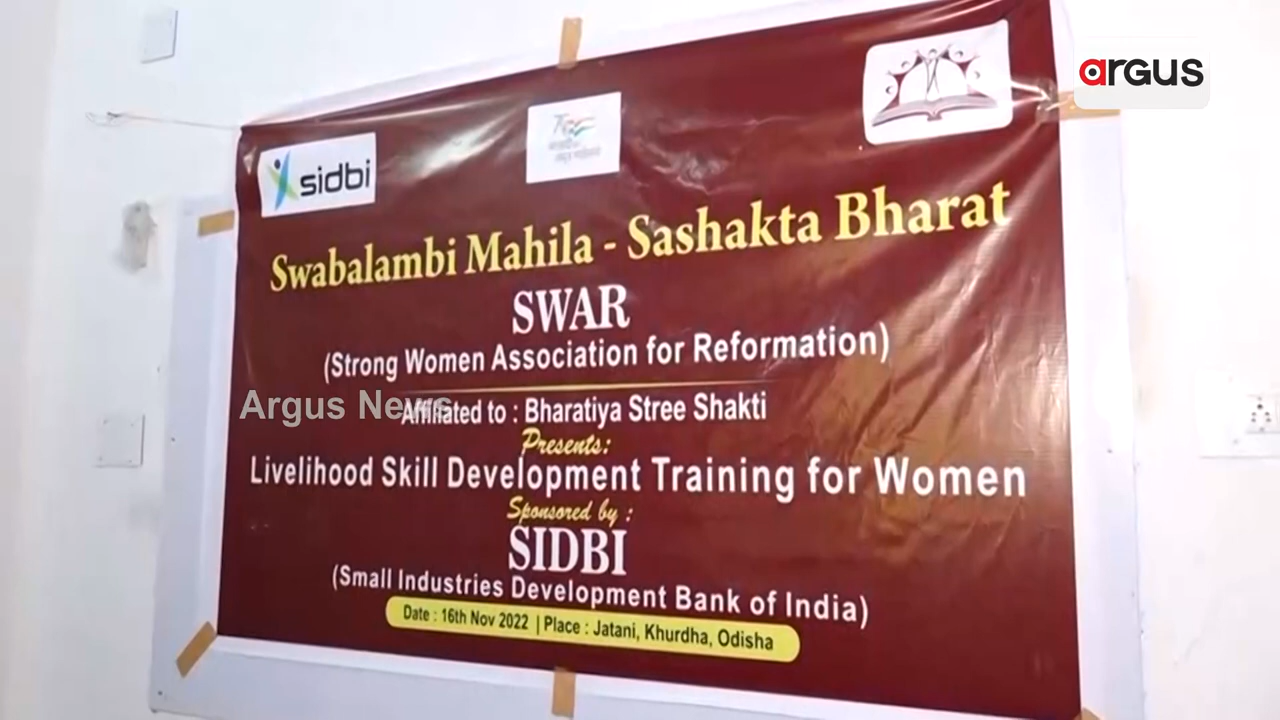 argus
sidbi
Swabalambi Mahila - Sashakta Bharat
SWAR
(Strong Women Association for Reformation)
Argus News
Affiliated to : Bharatiya Stree Shakti
Presents:
Livelihood Skill Development Training for Women
Sponsored by :
SIDBI
(Small Industries Development Bank of India)
Date : 16th Nov 2022 | Place : Jatani, Khurdha, Odisha